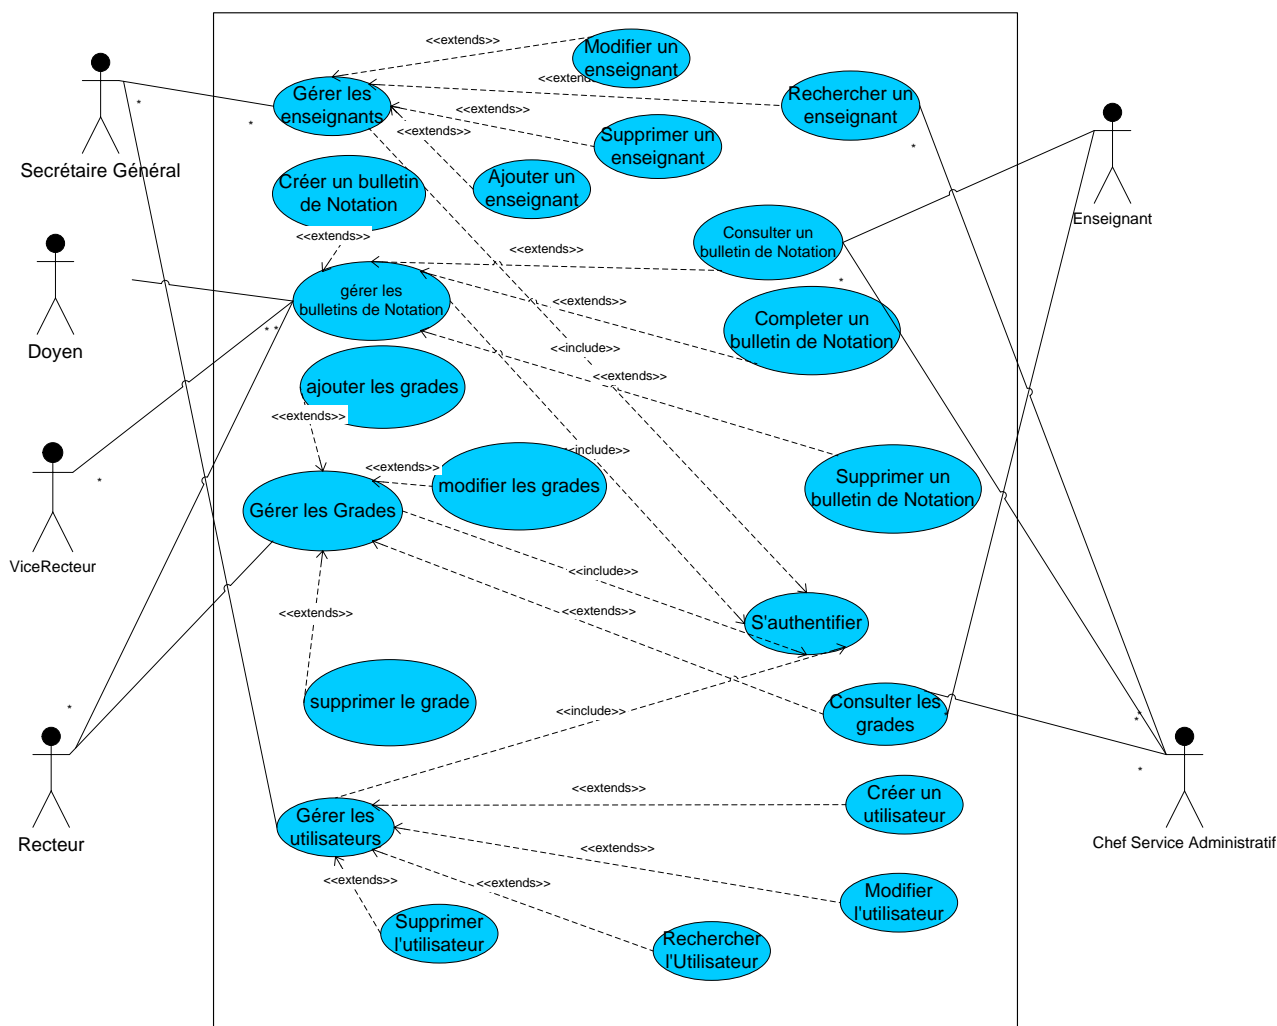 <<extends>>
Modifier un
enseignant
<<extends>>
Gérer les
enseignants
Rechercher un
enseignant
*
*
<<extends>>
<<extends>>
Supprimer un
enseignant
*
Secrétaire Général
Ajouter un
enseignant
Créer un bulletin
de Notation
Enseignant
<<extends>>
Consulter un
bulletin de Notation
<<extends>>
*
Doyen
gérer les
bulletins de Notation
<<extends>>
Completer un
bulletin de Notation
* *
<<include>>
<<extends>>
ajouter les grades
<<extends>>
<<include>>
<<extends>>
modifier les grades
Supprimer un
bulletin de Notation
*
Gérer les Grades
ViceRecteur
<<include>>
<<extends>>
<<extends>>
S'authentifier
supprimer le grade
<<include>>
Consulter les
grades
*
*
*
*
*
Recteur
Gérer les
utilisateurs
<<extends>>
Créer un
utilisateur
Chef Service Administratif
<<extends>>
<<extends>>
<<extends>>
Modifier
l'utilisateur
Supprimer
l'utilisateur
Rechercher
l'Utilisateur